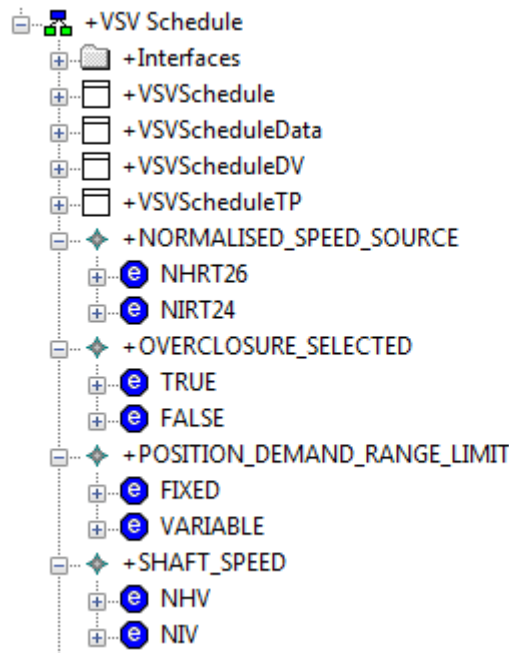 +VSV Schedule
+Interfaces
+VSVSchedule
+VSVScheduleData
+VSVScheduleDV
+VSVScheduleTP
+NORMALISED_SPEED_SOURCE
e NHRT26
e NIRT24
+OVERCLOSURE_SELECTED
e TRUE
e FALSE
+POSITION_DEMAND_RANGE_LIMIT
e FIXED
e VARIABLE
+SHAFT_SPEED
e NHV
e NIV